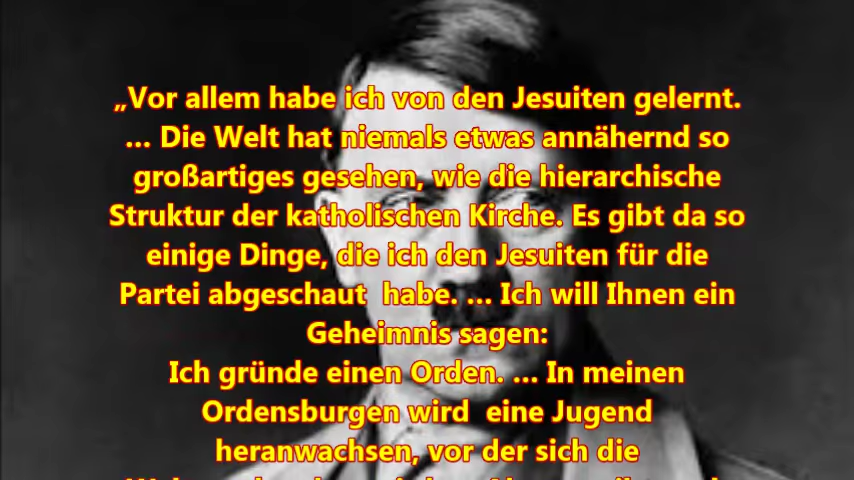 „Vor allem habe ich von den Jesuiten gelernt.
... Die Welt hat niemals etwas annähernd so
großartiges gesehen, wie die hierarchische
Struktur der katholischen Kirche. Es gibt da so
einige Dinge, die ich den Jesuiten für die
Partei abgeschaut habe. ... Ich will Ihnen ein
Geheimnis sagen:
Ich gründe einen Orden. ... In meinen
Ordensburgen wird eine Jugend
heranwachsen, vor der sich die